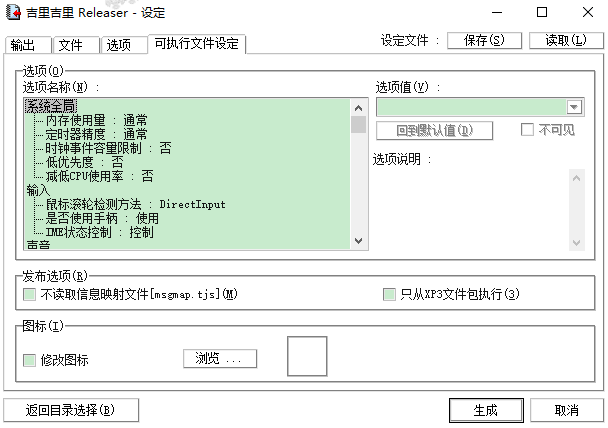 吉里吉里 Releaser - 设定
输出 文件 选项 可执行文件设定 设定文件 : 保存(S) 读取(L)
选项(O)
选项名称(N) : 选项值(V) :
系统全局
内存使用量 : 通常
定时器精度 : 通常
回到默认值(D) 不可见
时钟事件容量限制 : 否
低优先度 : 否
选项说明 :
减低CPU使用率 : 否
输入
鼠标滚轮检测方法 : DirectInput
是否使用手柄 : 使用
IME状态控制 : 控制
声音
发布选项(R)
不读取信息映射文件[msgmap.tjs](M) 只从XP3文件包执行(3)
图标(I)
修改图标 浏览 ...
返回目录选择(B) 生成 取消